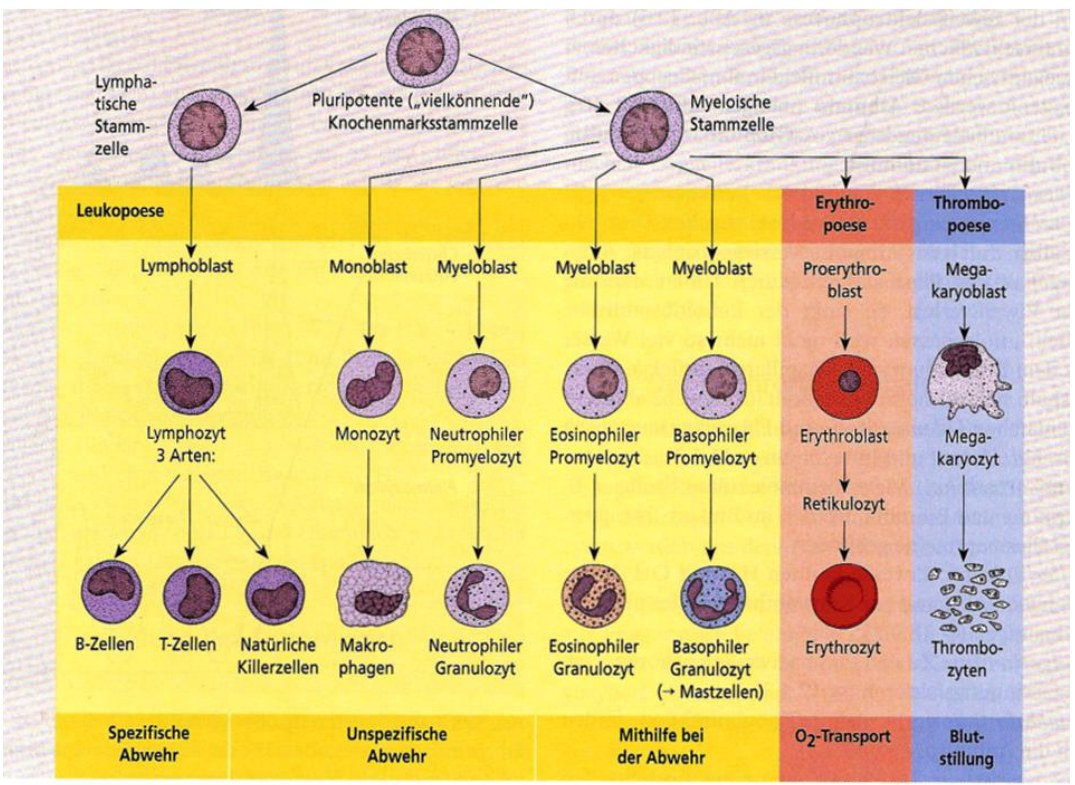 Lympha-
tische
Stamm-
zelle
Pluripotente („vielkönnende”)
Knochenmarksstammzelle
Myeloische
Stammzelle
Leukopoese
Erythro-
poese
Thrombo-
poese
Lymphoblast
Monoblast
Myeloblast
Myeloblast
Myeloblast
Proerythro-
blast
Mega-
karyoblast
Lymphozyt
3 Arten:
Monozyt
Neutrophiler
Promyelozyt
Eosinophiler
Promyelozyt
Basophiler
Promyelozyt
Erythroblast
Mega-
karyozyt
Retikulozyt
B-Zellen
T-Zellen
Natürliche
Killerzellen
Makro-
phagen
Neutrophiler
Granulozyt
Eosinophiler
Granulozyt
Basophiler
Granulozyt
(→ Mastzellen)
Erythrozyt
Thrombo-
zyten
Spezifische
Abwehr
Unspezifische
Abwehr
Mithilfe bei
der Abwehr
O₂-Transport
Blut-
stillung